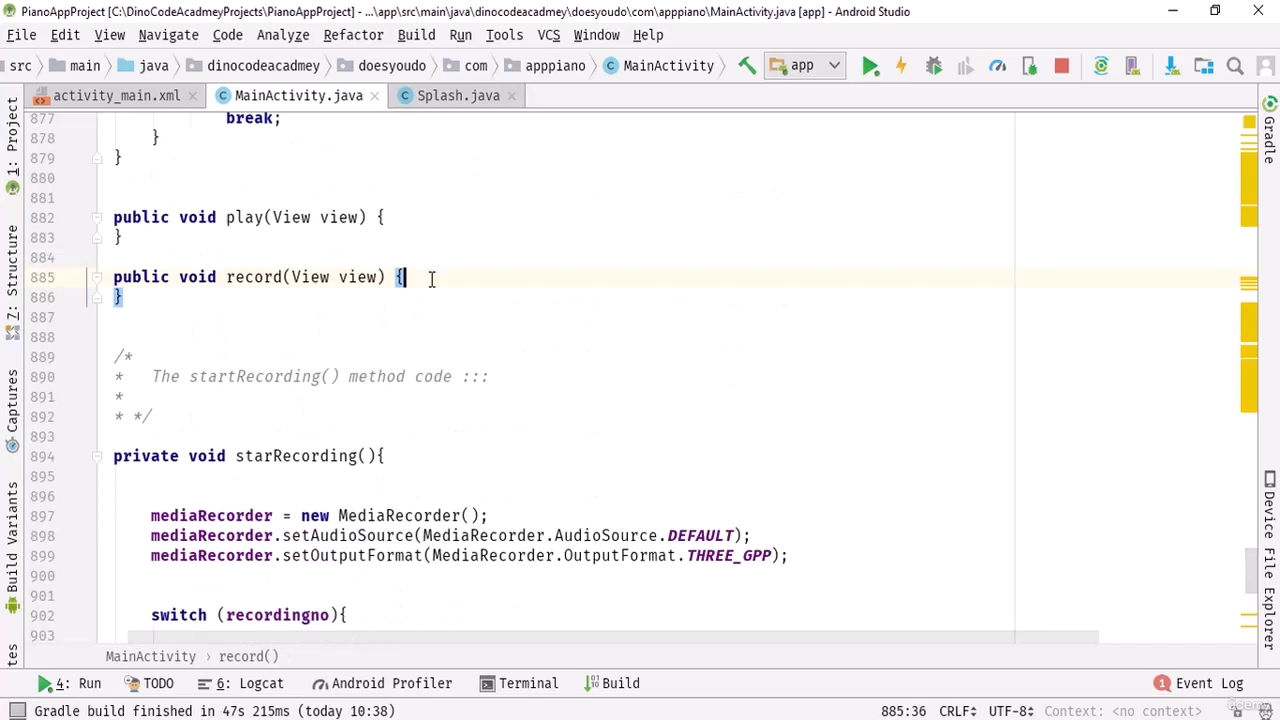 PianoAppProject [C:\DinoCodeAcadmeyProjects\PianoAppProject] - ...\app\src\main\java\dinocodeacadmey\doesyoudo\com\apppiano\MainActivity.java [app] - Android Studio
File Edit View Navigate Code Analyze Refactor Build Run Tools VCS Window Help
src main java dinocodeacadmey doesyoudo com apppiano MainActivity app
activity_main.xml MainActivity.java Splash.java
877 break;
878 }
879 }
880
881
882 public void play(View view) {
883 }
884
885 public void record(View view) {
886 }
887
888
889 /*
890 * The startRecording() method code :::
891 *
892 * */
893
894 private void starRecording(){
895
896
897 mediaRecorder = new MediaRecorder();
898 mediaRecorder.setAudioSource(MediaRecorder.AudioSource.DEFAULT);
899 mediaRecorder.setOutputFormat(MediaRecorder.OutputFormat.THREE_GPP);
900
901
902 switch (recordingno){
903
MainActivity › record()
1: Project
7: Structure
Captures
Build Variants
tes
Gradle
Device File Explorer
4: Run TODO 6: Logcat Android Profiler Terminal Build 1 Event Log
Gradle build finished in 47s 215ms (today 10:38) 885:36 CRLF UTF-8 Context: <no context>